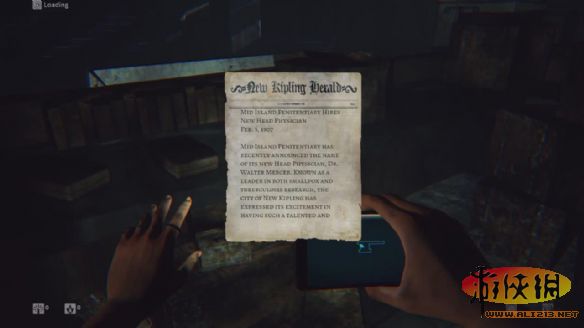 Loading
New Kipling Herald
MID ISLAND PENITENTIARY HIRES
NEW HEAD PHYSICIAN
FEB. 5, 1907
MID ISLAND PENITENTIARY HAS
RECENTLY ANNOUNCED THE NAME
OF ITS NEW HEAD PHYSICIAN, DR.
WALTER MERCER. KNOWN AS A
LEADER IN BOTH SMALLPOX AND
TUBERCULOSIS RESEARCH, THE
CITY OF NEW KIPLING HAS
EXPRESSED ITS EXCITEMENT IN
HAVING SUCH A TALENTED AND
0 0
游侠网
WWW.ALI213.NET